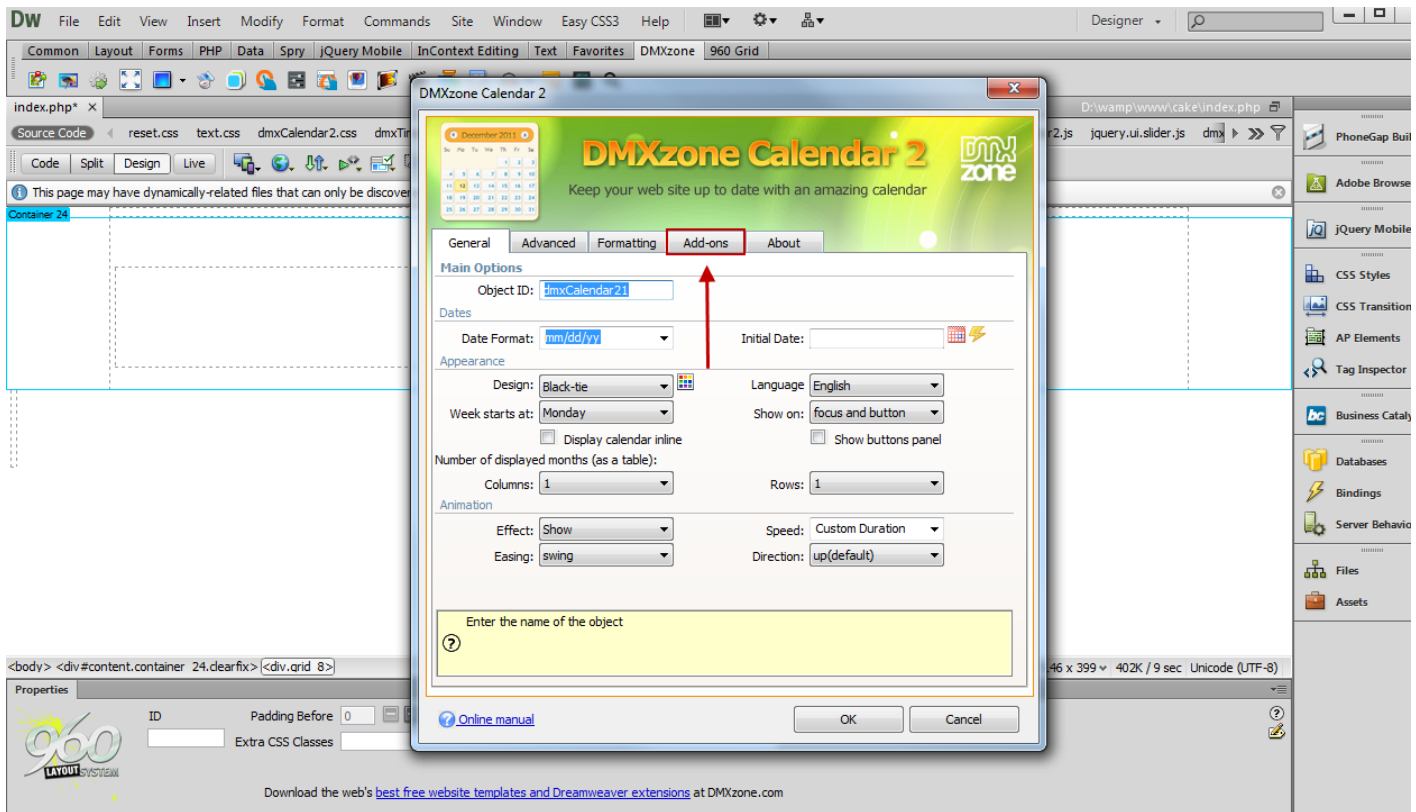 DW File Edit View Insert Modify Format Commands Site Window Easy CSS3 Help Designer
Common Layout Forms PHP Data Spry jQuery Mobile InContext Editing Text Favorites DMXzone 960 Grid
DMXzone Calendar 2
index.php* D:\wamp\www\cake\index.php
Source Code reset.css text.css dmxCalendar2.css r2.js jquery.ui.slider.js dmx
Code Split Design Live
This page may have dynamically-related files that can only be discover
Container 24
December 2011
DMXzone Calendar 2
DMX zone
Keep your web site up to date with an amazing calendar
General Advanced Formatting Add-ons About
Main Options
Object ID: dmxCalendar21
Dates
Date Format: mm/dd/yy Initial Date:
Appearance
Design: Black-tie Language English
Week starts at: Monday Show on: focus and button
Display calendar inline Show buttons panel
Number of displayed months (as a table):
Columns: 1 Rows: 1
Animation
Effect: Show Speed: Custom Duration
Easing: swing Direction: up(default)
Enter the name of the object
Online manual OK Cancel
PhoneGap Buil
Adobe Browse
jQ jQuery Mobile
CSS Styles
CSS Transition
AP Elements
Tag Inspector
bc Business Cataly
Databases
Bindings
Server Behavio
Files
Assets
<body> <div#content.container_24.clearfix> <div.grid_8> 46 x 399 402K / 9 sec Unicode (UTF-8)
Properties
960 LAYOUT SYSTEM
ID Padding Before 0
Extra CSS Classes
Download the web's best free website templates and Dreamweaver extensions at DMXzone.com